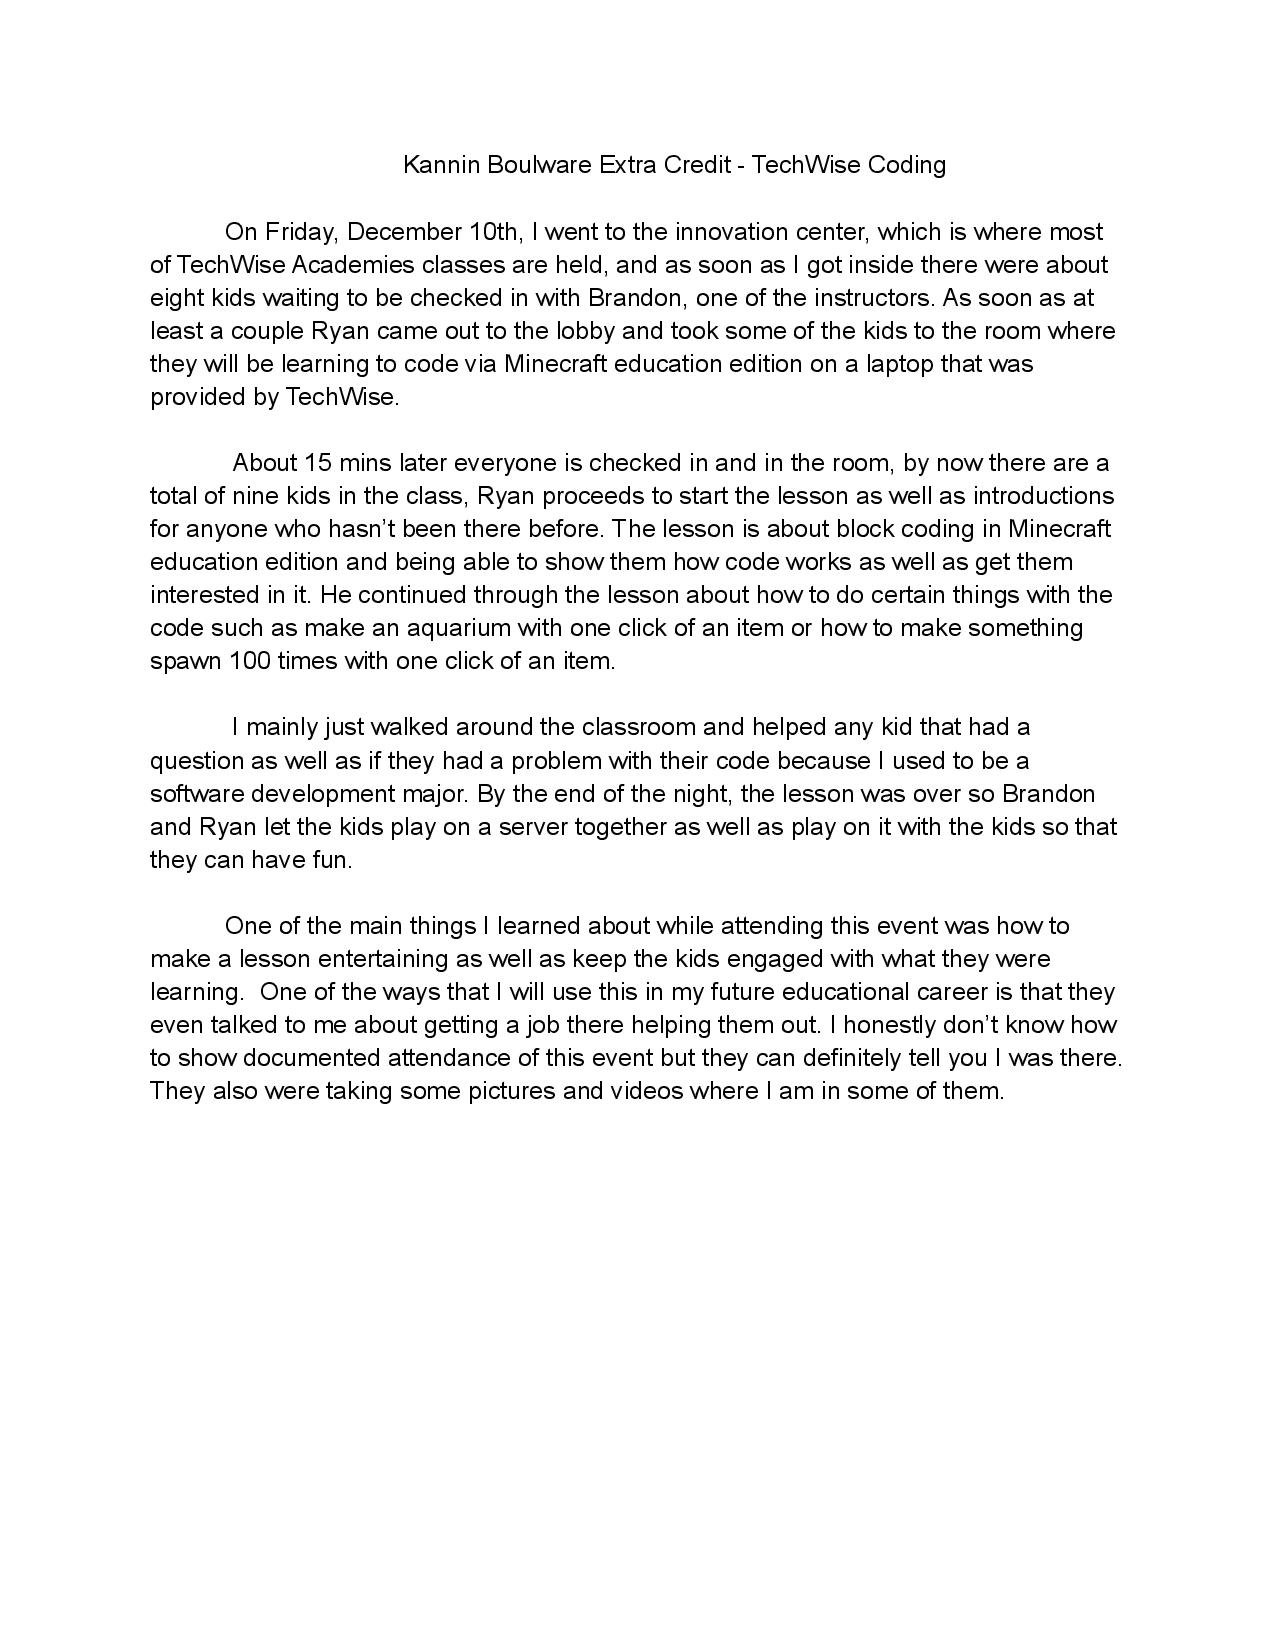 Kannin Boulware Extra Credit - TechWise Coding
On Friday, December 10th, I went to the innovation center, which is where most
of TechWise Academies classes are held, and as soon as I got inside there were about
eight kids waiting to be checked in with Brandon, one of the instructors. As soon as at
least a couple Ryan came out to the lobby and took some of the kids to the room where
they will be learning to code via Minecraft education edition on a laptop that was
provided by TechWise.
About 15 mins later everyone is checked in and in the room, by now there are a
total of nine kids in the class, Ryan proceeds to start the lesson as well as introductions
for anyone who hasn’t been there before. The lesson is about block coding in Minecraft
education edition and being able to show them how code works as well as get them
interested in it. He continued through the lesson about how to do certain things with the
code such as make an aquarium with one click of an item or how to make something
spawn 100 times with one click of an item.
I mainly just walked around the classroom and helped any kid that had a
question as well as if they had a problem with their code because I used to be a
software development major. By the end of the night, the lesson was over so Brandon
and Ryan let the kids play on a server together as well as play on it with the kids so that
they can have fun.
One of the main things I learned about while attending this event was how to
make a lesson entertaining as well as keep the kids engaged with what they were
learning.  One of the ways that I will use this in my future educational career is that they
even talked to me about getting a job there helping them out. I honestly don’t know how
to show documented attendance of this event but they can definitely tell you I was there.
They also were taking some pictures and videos where I am in some of them.